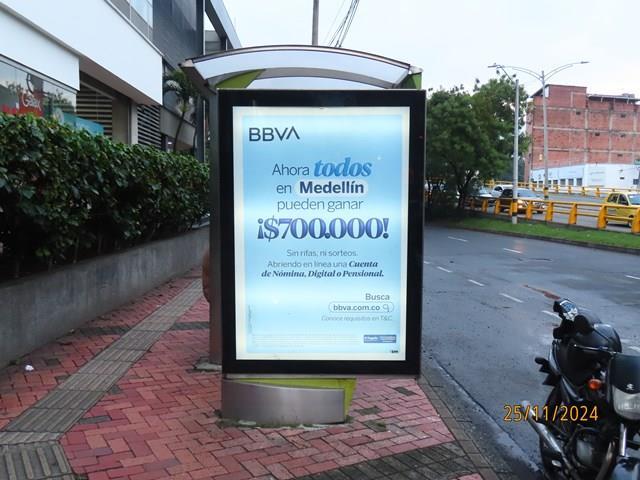 BBVA
Ahora todos
en Medellín
pueden ganar
¡$700.000!
Sin rifas, ni sorteos.
Abriendo en línea una Cuenta
de Nómina, Digital o Pensional.
Busca
bbva.com.co
Conoce requisitos en T&C.
25/11/2024